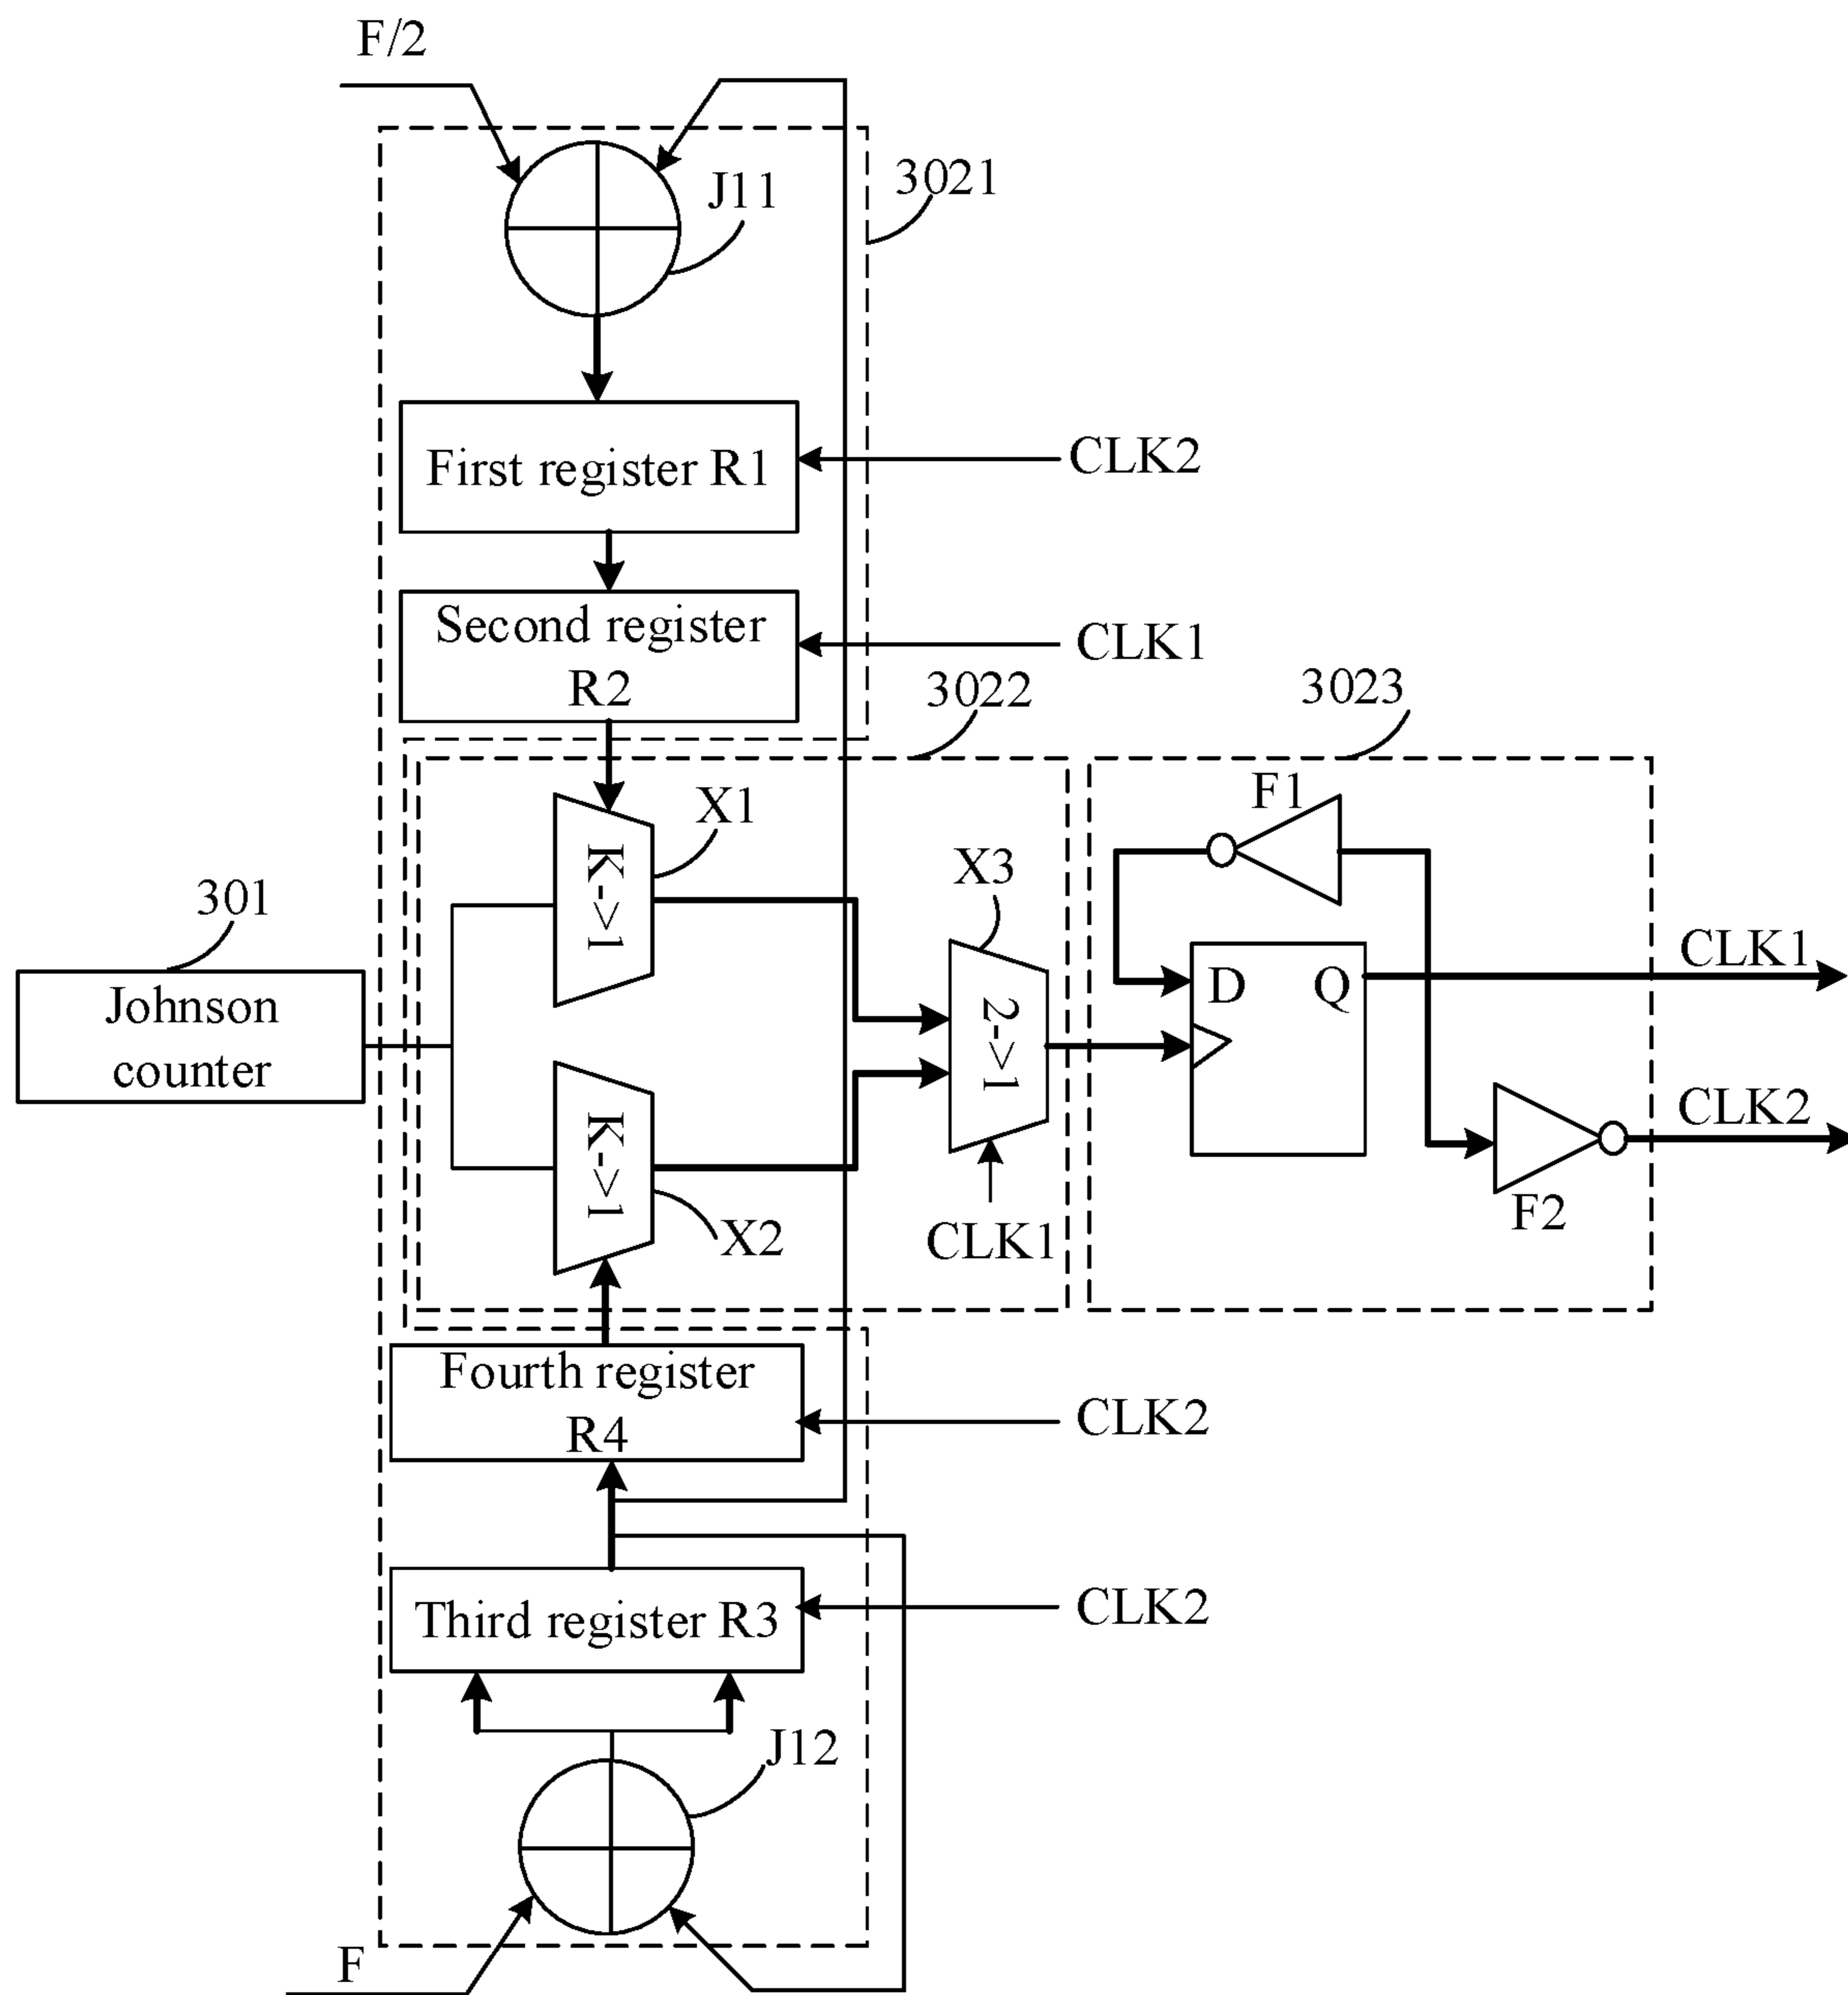 F/2
3021
J11
First register R1
CLK2
Second register
R2
CLK1
3022
3023
X1
F1
K->1
X3
301
Johnson
counter
2->1
D
Q
CLK1
CLK2
K->1
X2
CLK1
F2
Fourth register
R4
CLK2
Third register R3
CLK2
J12
F